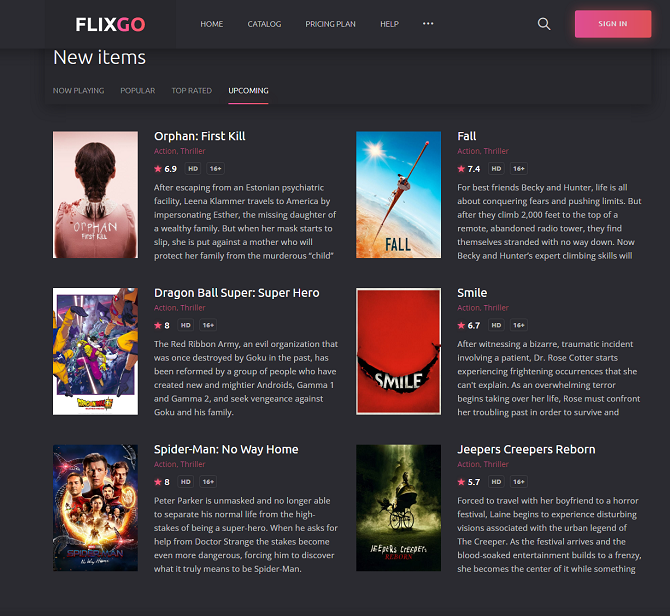 FLIXGO
HOME
CATALOG
PRICING PLAN
HELP
SIGN IN
New items
NOW PLAYING
POPULAR
TOP RATED
UPCOMING
ORPHAN
FIRST KILL
Orphan: First Kill
Action, Thriller
6.9 HD 16+
After escaping from an Estonian psychiatric
facility, Leena Klammer travels to America by
impersonating Esther, the missing daughter of
a wealthy family. But when her mask starts to
slip, she is put against a mother who will
protect her family from the murderous “child”
FALL
Fall
Action, Thriller
7.4 HD 16+
For best friends Becky and Hunter, life is all
about conquering fears and pushing limits. But
after they climb 2,000 feet to the top of a
remote, abandoned radio tower, they find
themselves stranded with no way down. Now
Becky and Hunter’s expert climbing skills will
Dragon Ball Super: Super Hero
Action, Thriller
8 HD 16+
The Red Ribbon Army, an evil organization that
was once destroyed by Goku in the past, has
been reformed by a group of people who have
created new and mightier Androids, Gamma 1
and Gamma 2, and seek vengeance against
Goku and his family.
SMILE
Smile
Action, Thriller
6.7 HD 16+
After witnessing a bizarre, traumatic incident
involving a patient, Dr. Rose Cotter starts
experiencing frightening occurrences that she
can't explain. As an overwhelming terror
begins taking over her life, Rose must confront
her troubling past in order to survive and
SPIDER-MAN
No Way Home
Spider-Man: No Way Home
Action, Thriller
8 HD 16+
Peter Parker is unmasked and no longer able
to separate his normal life from the high-
stakes of being a super-hero. When he asks for
help from Doctor Strange the stakes become
even more dangerous, forcing him to discover
what it truly means to be Spider-Man.
JEEPERS CREEPERS
REBORN
Jeepers Creepers Reborn
Action, Thriller
5.7 HD 16+
Forced to travel with her boyfriend to a horror
festival, Laine begins to experience disturbing
visions associated with the urban legend of
The Creeper. As the festival arrives and the
blood-soaked entertainment builds to a frenzy,
she becomes the center of it while something